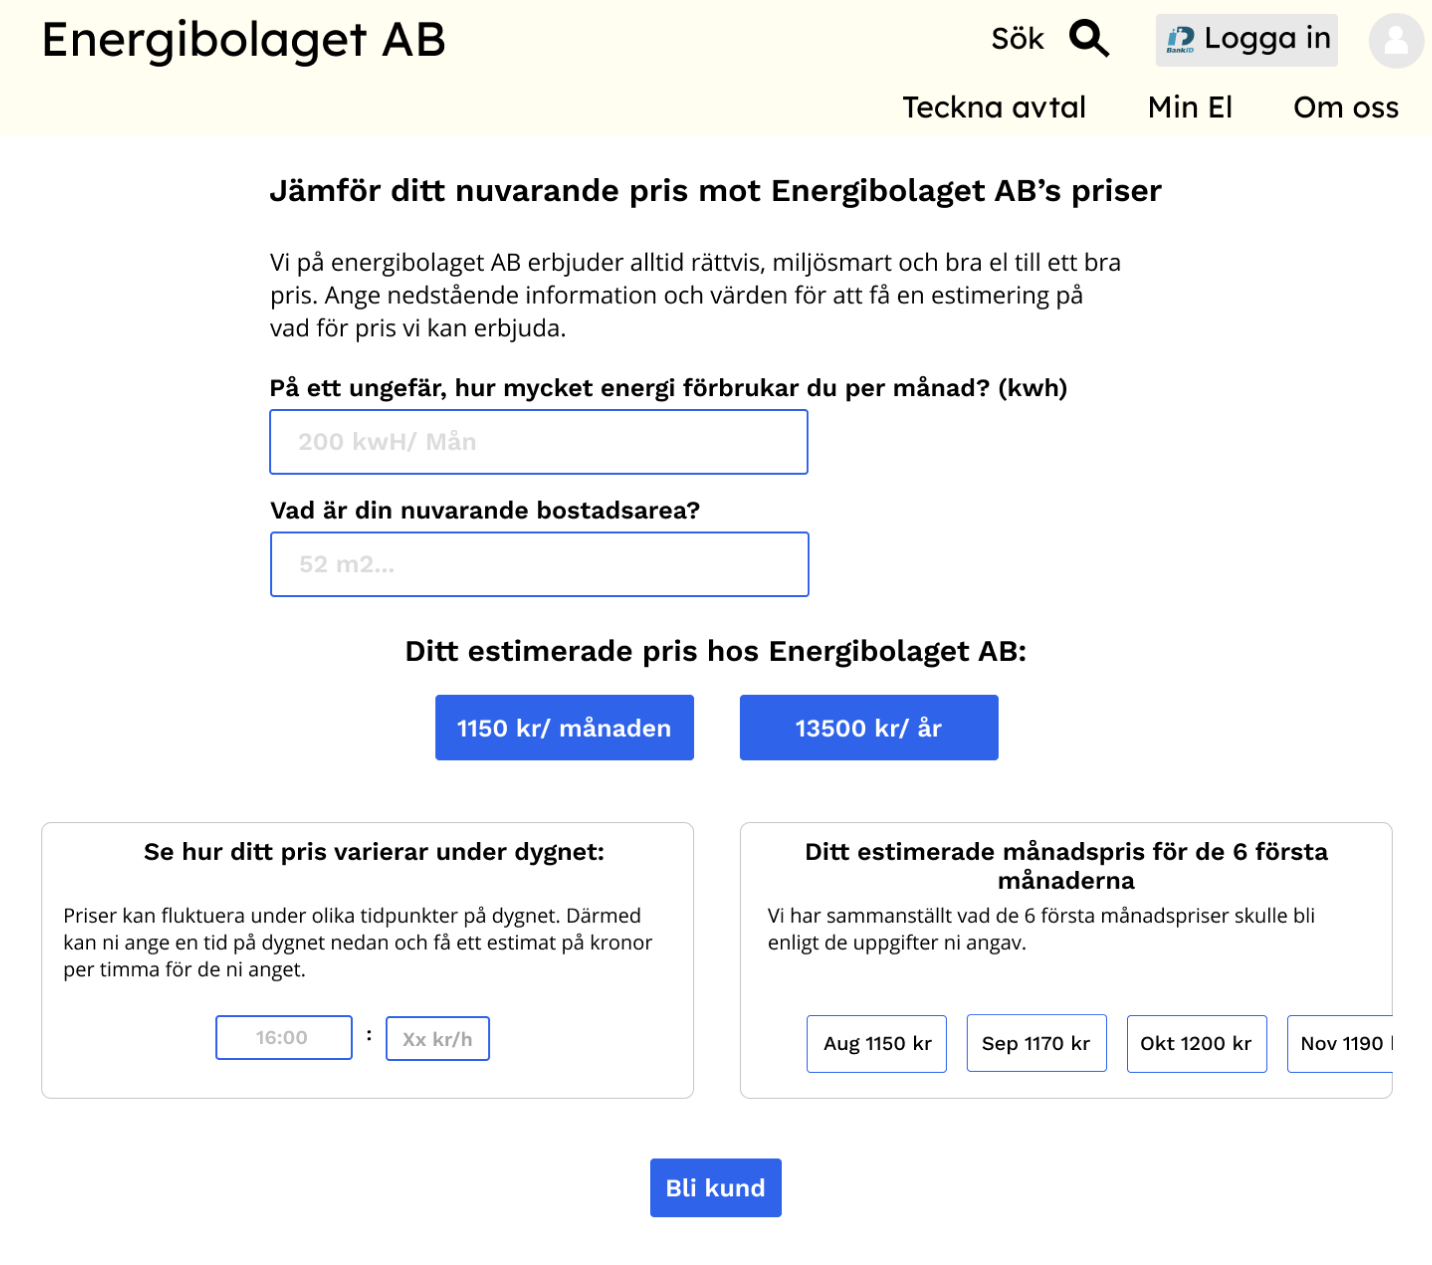 Energibolaget AB
Sök
BankID
Logga in
Teckna avtal
Min El
Om oss
Jämför ditt nuvarande pris mot Energibolaget AB’s priser
Vi på energibolaget AB erbjuder alltid rättvis, miljösmart och bra el till ett bra
pris. Ange nedstående information och värden för att få en estimering på
vad för pris vi kan erbjuda.
På ett ungefär, hur mycket energi förbrukar du per månad? (kwh)
200 kwH/ Mån
Vad är din nuvarande bostadsarea?
52 m2...
Ditt estimerade pris hos Energibolaget AB:
1150 kr/ månaden
13500 kr/ år
Se hur ditt pris varierar under dygnet:
Priser kan fluktuera under olika tidpunkter på dygnet. Därmed
kan ni ange en tid på dygnet nedan och få ett estimat på kronor
per timma för de ni anget.
16:00
:
Xx kr/h
Ditt estimerade månadspris för de 6 första
månaderna
Vi har sammanställt vad de 6 första månadspriser skulle bli
enligt de uppgifter ni angav.
Aug 1150 kr
Sep 1170 kr
Okt 1200 kr
Nov 1190
Bli kund